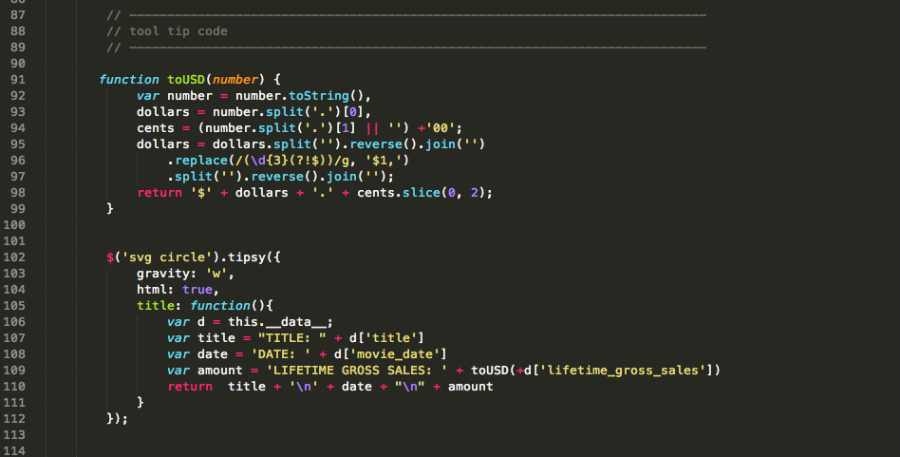 87 // ------------------------------------------------------------------------------
88 // tool tip code
89 // ------------------------------------------------------------------------------
90
91 function toUSD(number) {
92     var number = number.toString(),
93     dollars = number.split('.')[0],
94     cents = (number.split('.')[1] || '') +'00';
95     dollars = dollars.split('').reverse().join('')
96         .replace(/(\d{3}(?!$))/g, '$1,')
97         .split('').reverse().join('');
98     return '$' + dollars + '.' + cents.slice(0, 2);
99 }
100
101
102 $('svg circle').tipsy({
103     gravity: 'w',
104     html: true,
105     title: function(){
106         var d = this.__data__;
107         var title = "TITLE: " + d['title']
108         var date = 'DATE: ' + d['movie_date']
109         var amount = 'LIFETIME GROSS SALES: ' + toUSD(+d['lifetime_gross_sales'])
110         return  title + '\n' + date + "\n" + amount
111     }
112 });
113
114